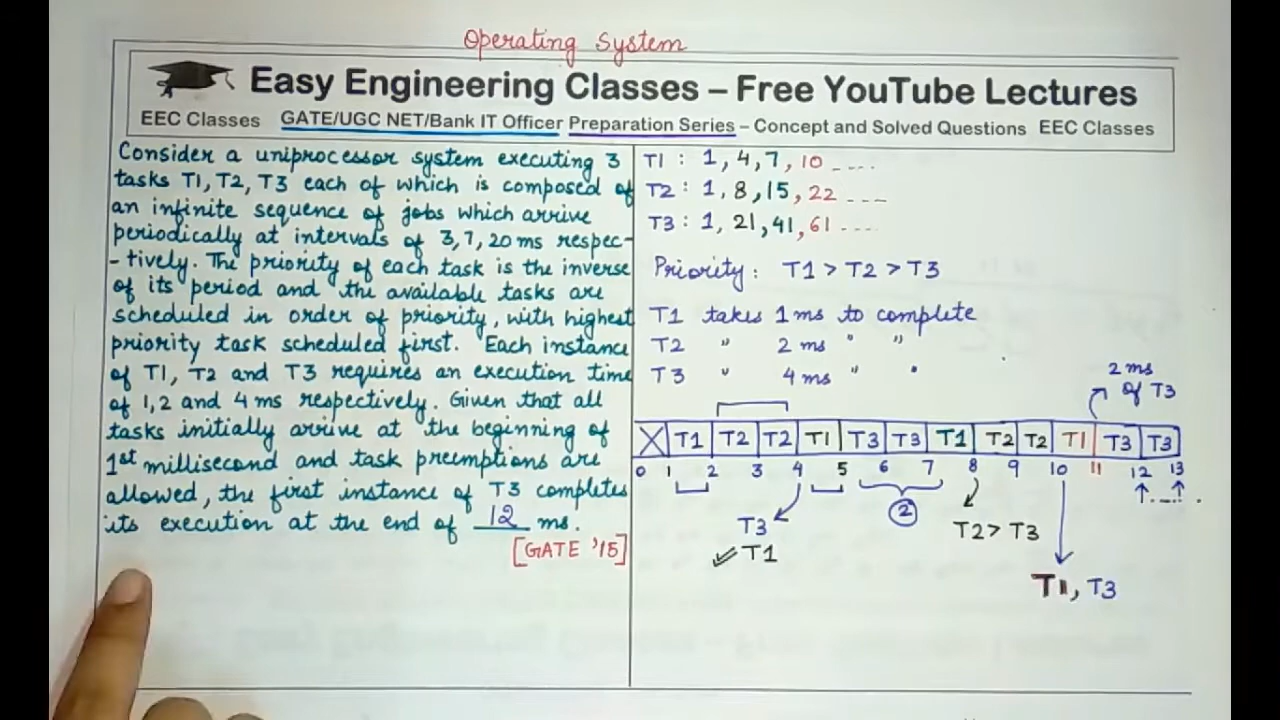 Operating System
Easy Engineering Classes – Free YouTube Lectures
EEC Classes GATE/UGC NET/Bank IT Officer Preparation Series – Concept and Solved Questions EEC Classes
Consider a uniprocessor system executing 3
tasks T1, T2, T3 each of which is composed of
an infinite sequence of jobs which arrive
periodically at intervals of 3, 7, 20 ms respec-
-tively. The priority of each task is the inverse
of its period and the available tasks are
scheduled in order of priority, with highest
priority task scheduled first. Each instance
of T1, T2 and T3 requires an execution time
of 1, 2 and 4 ms respectively. Given that all
tasks initially arrive at the beginning of
1st millisecond and task preemptions are
allowed, the first instance of T3 completes
its execution at the end of 12 ms.
[GATE '15]
T1 : 1, 4, 7, 10 ----
T2 : 1, 8, 15, 22 ---
T3 : 1, 21, 41, 61 ----
Priority : T1 > T2 > T3
T1 takes 1 ms to complete
T2 " 2 ms " "
T3 " 4 ms " "
2 ms
of T3
X T1 T2 T2 T1 T3 T3 T1 T2 T2 T1 T3 T3
0 1 2 3 4 5 6 7 8 9 10 11 12 13
T3
✓ T1
2
T2 > T3
T1, T3